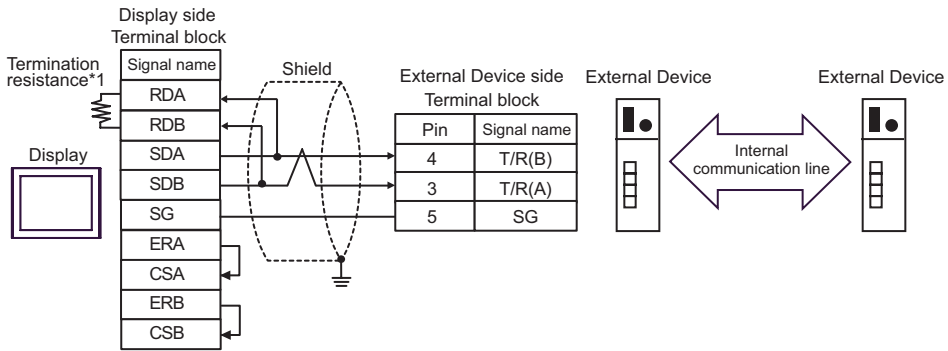 Display side
Terminal block
Termination
resistance*1
Signal name
RDA
RDB
SDA
SDB
SG
ERA
CSA
ERB
CSB
Display
Shield
External Device side
Terminal block
Pin Signal name
4 T/R(B)
3 T/R(A)
5 SG
External Device
Internal
communication line
External Device